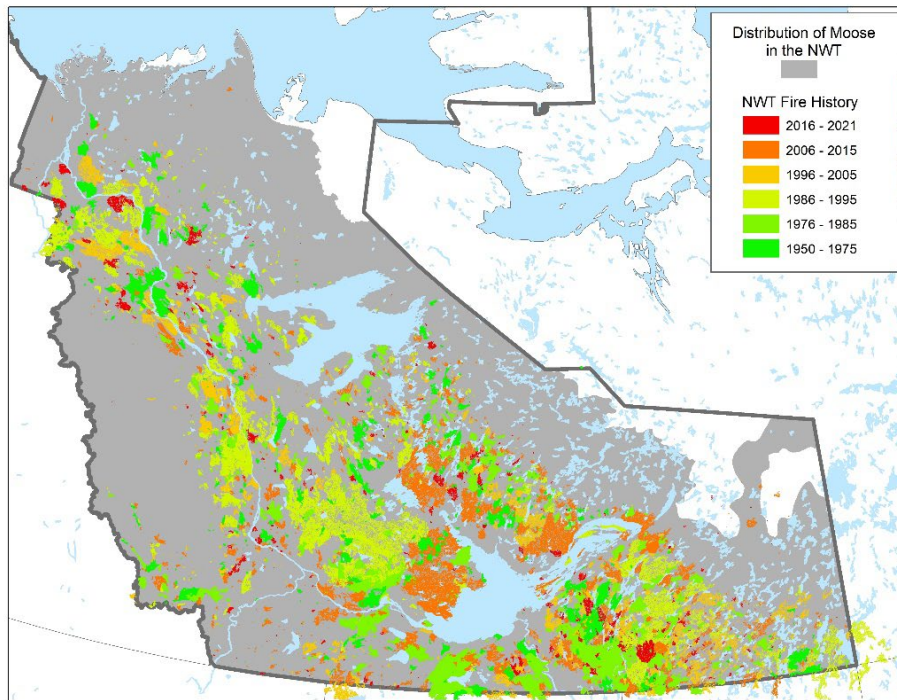 Distribution of Moose
in the NWT
NWT Fire History
2016 - 2021
2006 - 2015
1996 - 2005
1986 - 1995
1976 - 1985
1950 - 1975